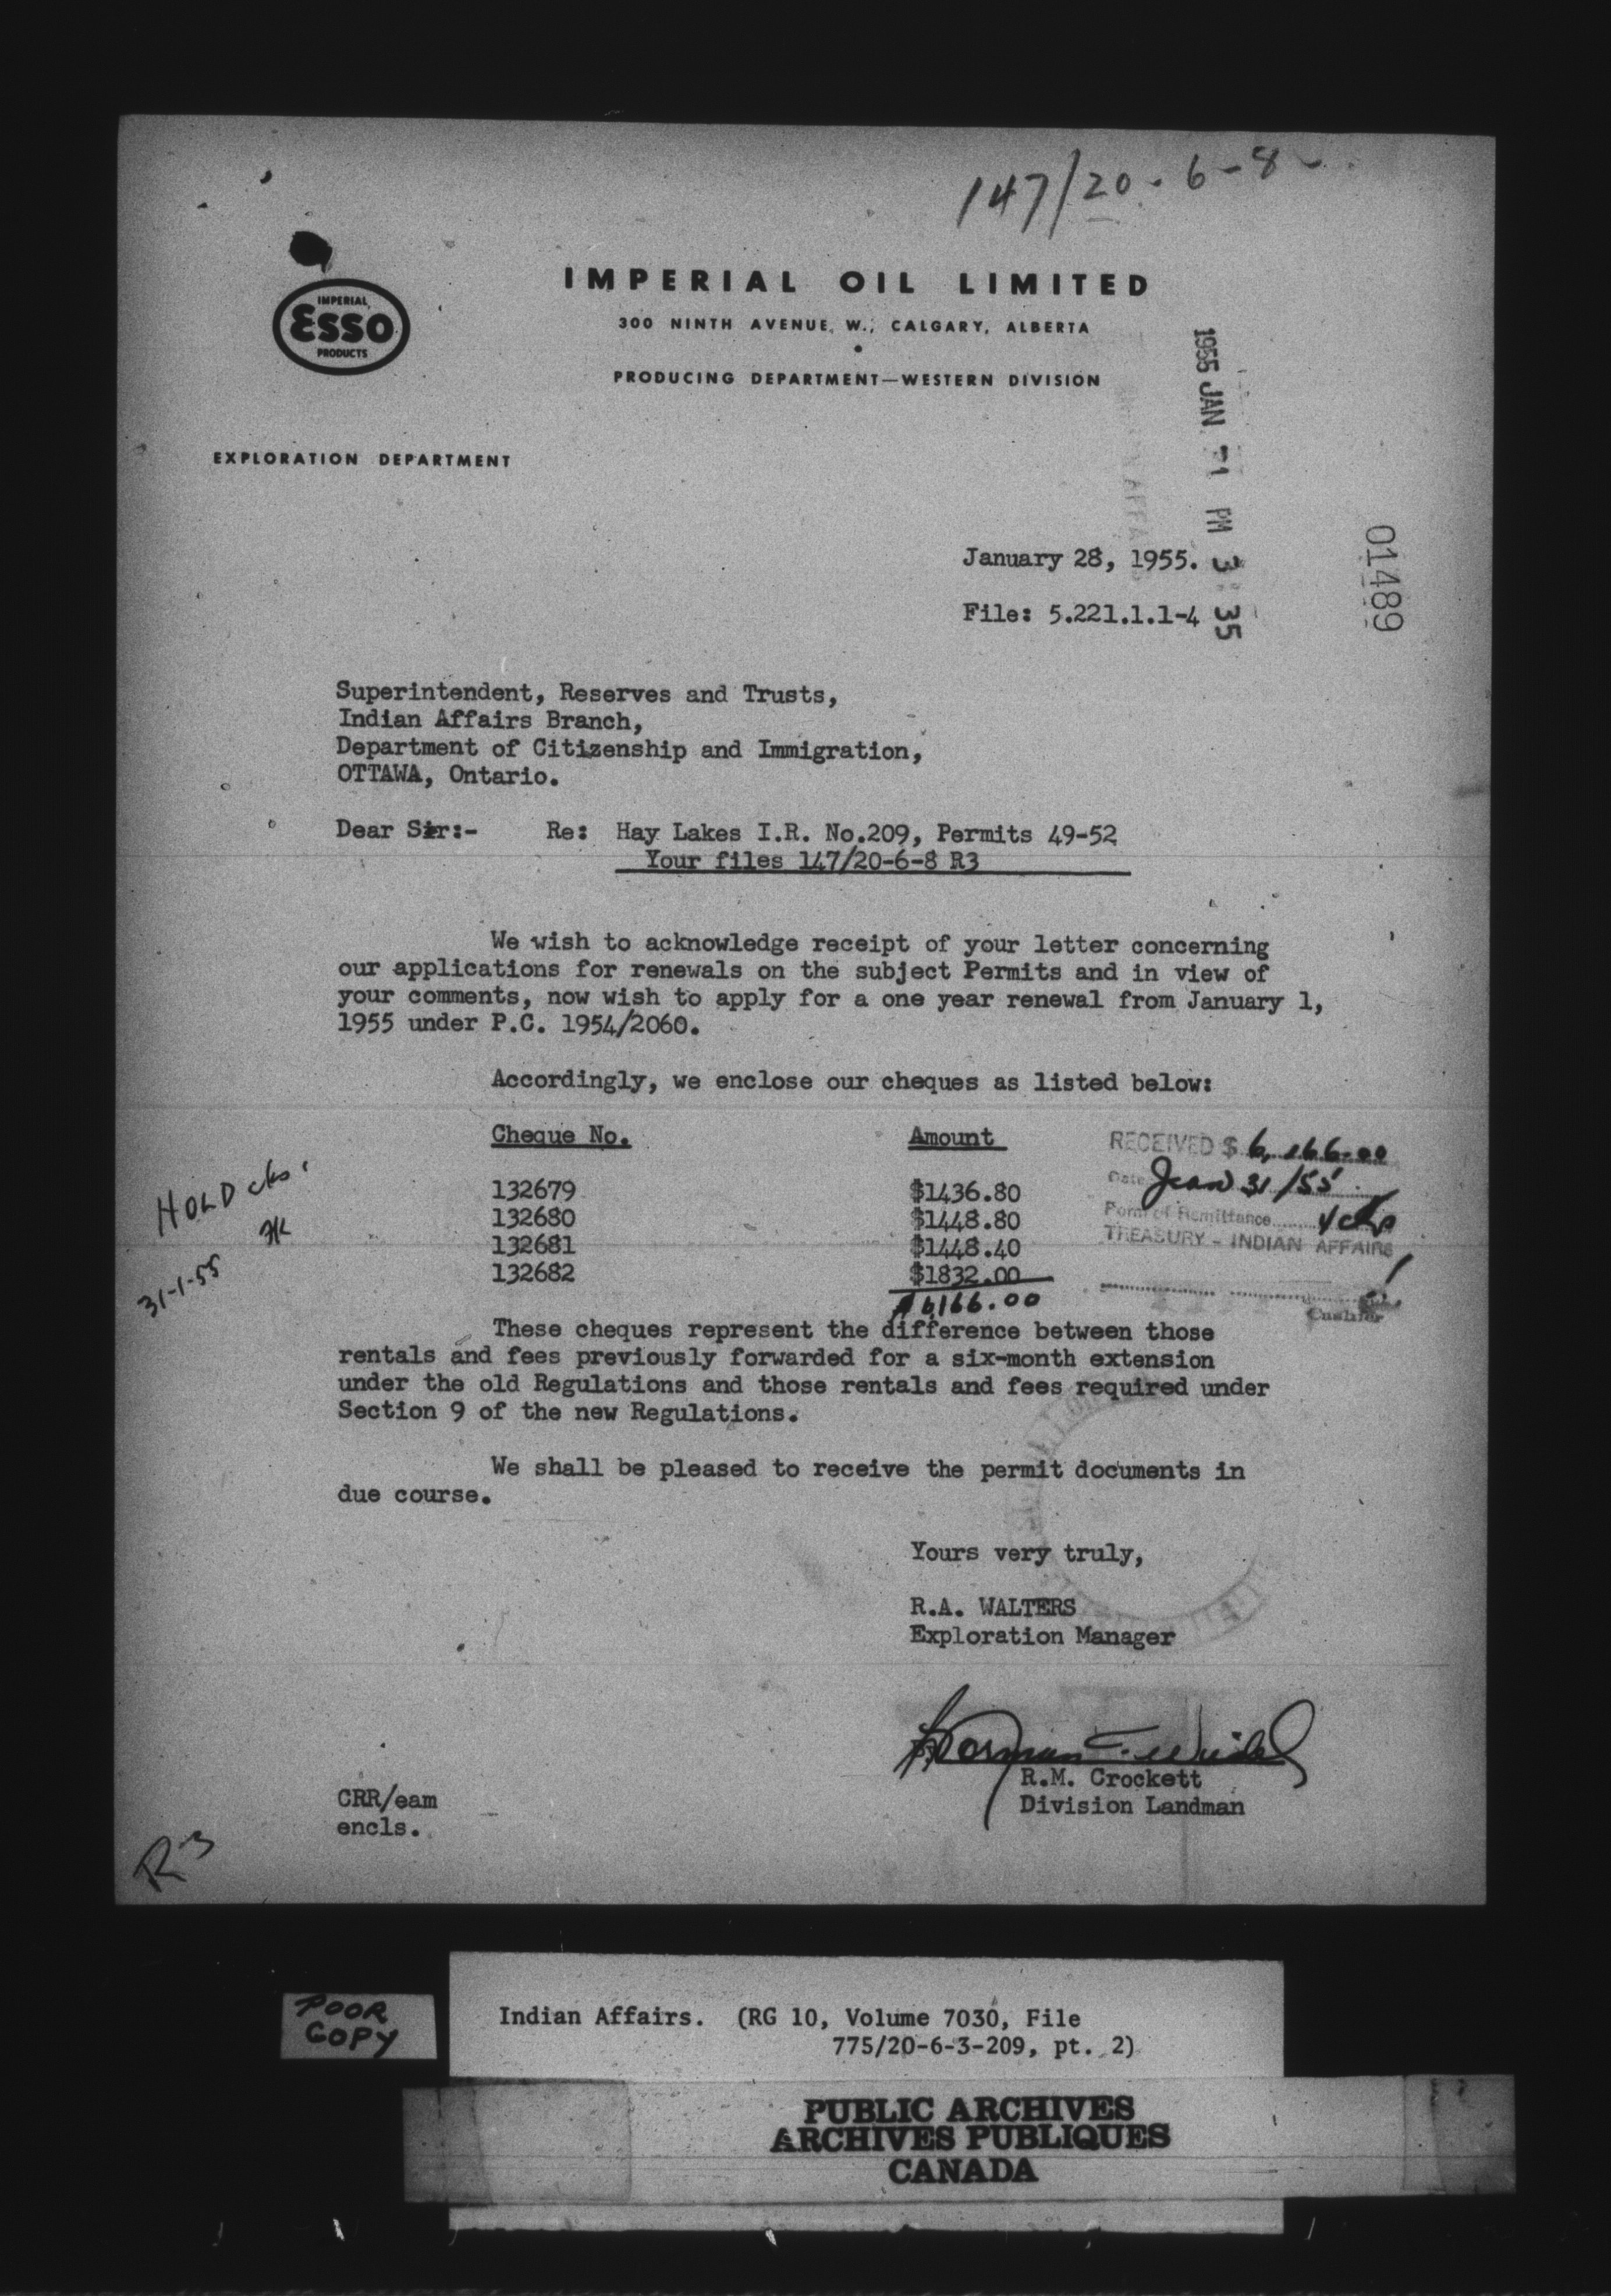 147/20-6-8
IMPERIAL
ESSO
PRODUCTS
IMPERIAL OIL LIMITED
300 NINTH AVENUE, W., CALGARY, ALBERTA
PRODUCING DEPARTMENT—WESTERN DIVISION
EXPLORATION DEPARTMENT
1955 JAN 31 PM 3 35
01489
January 28, 1955.
File: 5.221.1.1-4
Superintendent, Reserves and Trusts,
Indian Affairs Branch,
Department of Citizenship and Immigration,
OTTAWA, Ontario.
Dear Sir:- Re: Hay Lakes I.R. No.209, Permits 49-52
Your files 147/20-6-8 R3
We wish to acknowledge receipt of your letter concerning
our applications for renewals on the subject Permits and in view of
your comments, now wish to apply for a one year renewal from January 1,
1955 under P.C. 1954/2060.
Accordingly, we enclose our cheques as listed below:
Cheque No. Amount
132679 $1436.80
132680 $1448.80
132681 $1448.40
132682 $1832.00
$6166.00
RECEIVED $ 6,166.00
Date Jan 31/55
Form of Remittance
TREASURY - INDIAN AFFAIRS
Cashier
HOLD cks.
31-1-55
These cheques represent the difference between those
rentals and fees previously forwarded for a six-month extension
under the old Regulations and those rentals and fees required under
Section 9 of the new Regulations.
We shall be pleased to receive the permit documents in
due course.
Yours very truly,
R.A. WALTERS
Exploration Manager
R.M. Crockett
Division Landman
CRR/eam
encls.
R3
POOR
COPY
Indian Affairs. (RG 10, Volume 7030, File
775/20-6-3-209, pt. 2)
PUBLIC ARCHIVES
ARCHIVES PUBLIQUES
CANADA